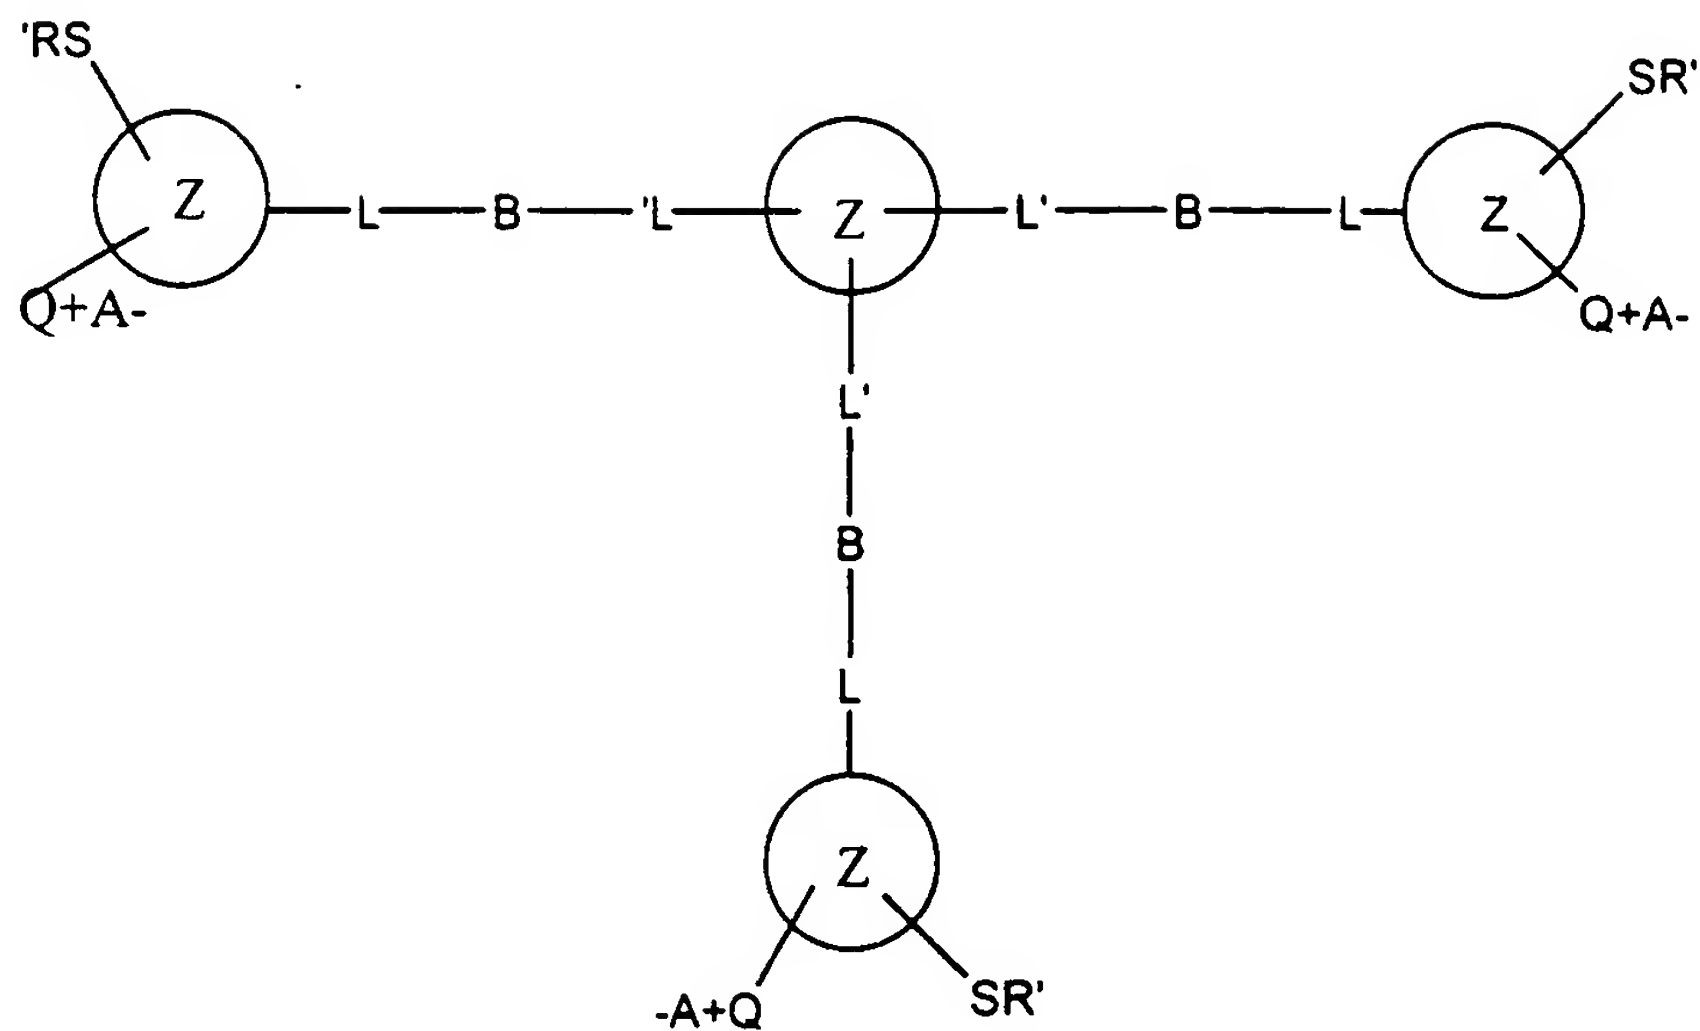 'RS
SR'
Z L B 'L Z L' B L Z
Q+A-
Q+A-
L'
B
L
Z
-A+Q
SR'